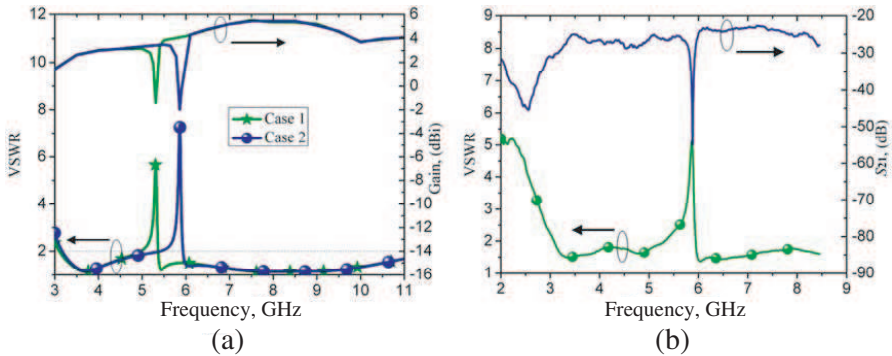 12
10
8
6
4
2
VSWR
6
4
2
0
-2
-4
-6
-8
-10
-12
-14
-16
Gain, (dBi)
Case 1
Case 2
3 4 5 6 7 8 9 10 11
Frequency, GHz
(a)
9
8
7
6
5
4
3
2
1
VSWR
-20
-30
-40
-50
-60
-70
-80
-90
S21, (dB)
2 3 4 5 6 7 8 9
Frequency, GHz
(b)